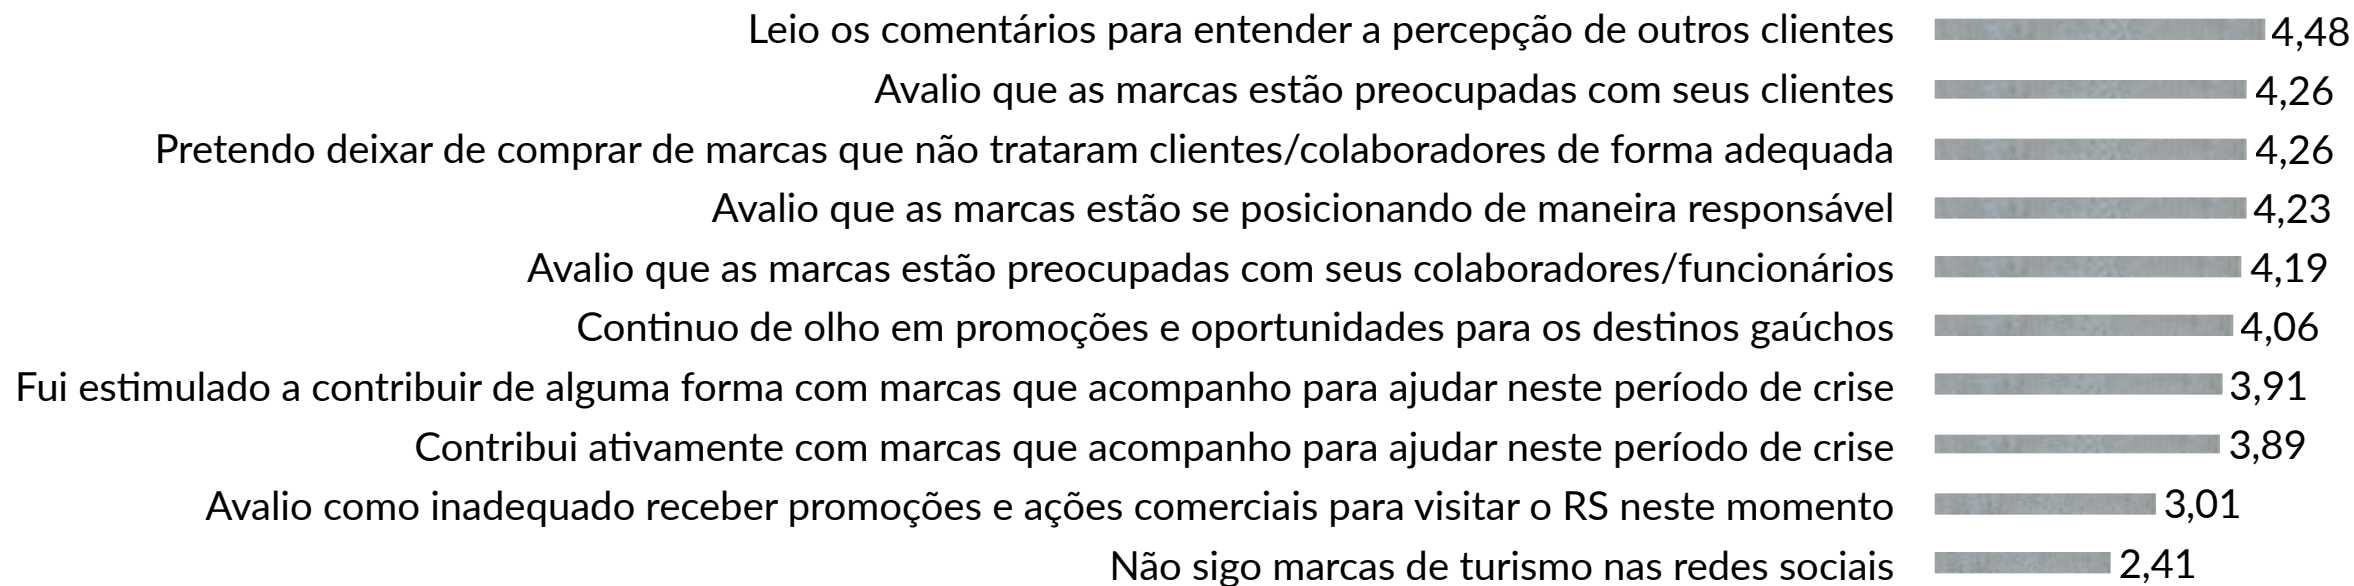 Leio os comentários para entender a percepção de outros clientes 4,48
Avalio que as marcas estão preocupadas com seus clientes 4,26
Pretendo deixar de comprar de marcas que não trataram clientes/colaboradores de forma adequada 4,26
Avalio que as marcas estão se posicionando de maneira responsável 4,23
Avalio que as marcas estão preocupadas com seus colaboradores/funcionários 4,19
Continuo de olho em promoções e oportunidades para os destinos gaúchos 4,06
Fui estimulado a contribuir de alguma forma com marcas que acompanho para ajudar neste período de crise 3,91
Contribui ativamente com marcas que acompanho para ajudar neste período de crise 3,89
Avalio como inadequado receber promoções e ações comerciais para visitar o RS neste momento 3,01
Não sigo marcas de turismo nas redes sociais 2,41